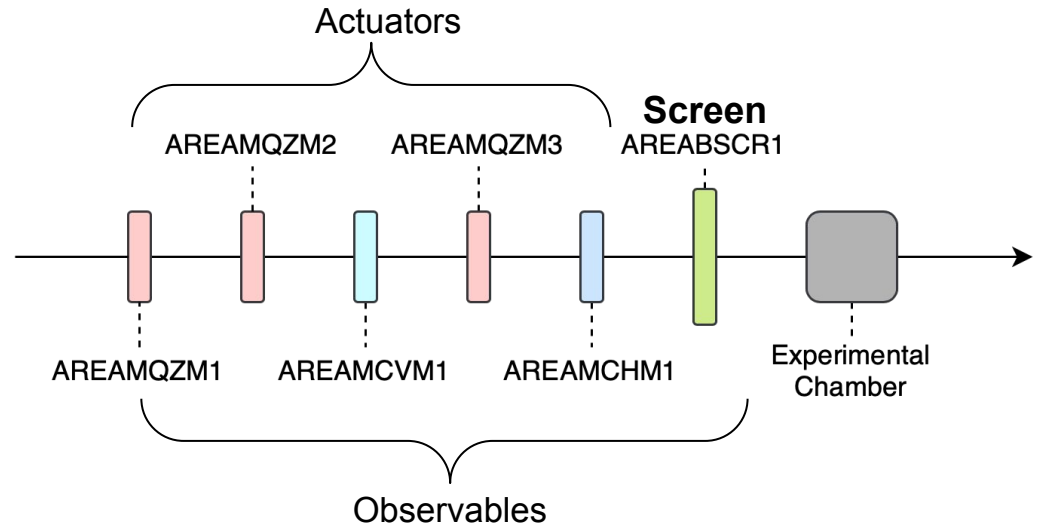 Actuators
Screen
AREAMQZM2
AREAMQZM3
AREABSCR1
AREAMQZM1
AREAMCVM1
AREAMCHM1
Experimental
Chamber
Observables